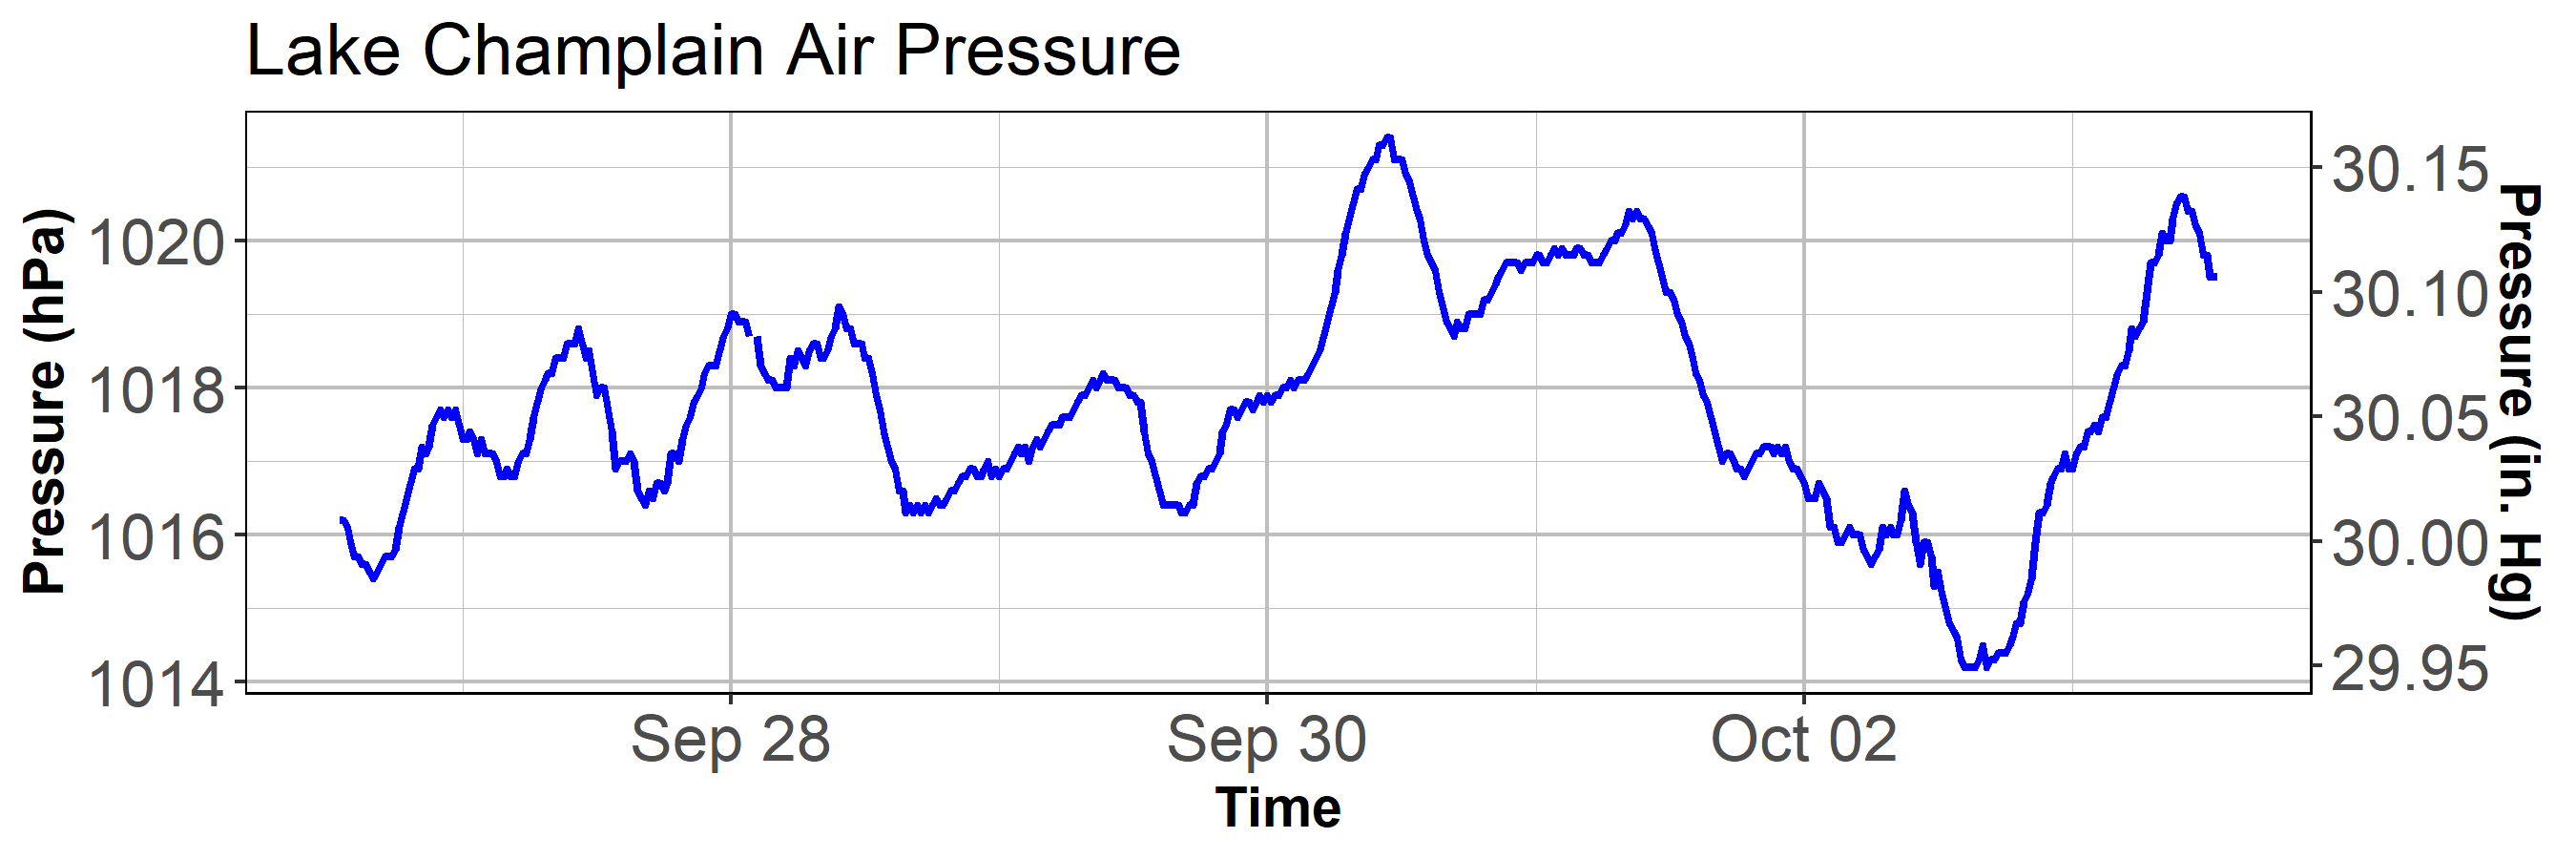 Lake Champlain Air Pressure
Pressure (hPa)
1020
1018
1016
1014
30.15
30.10
30.05
30.00
29.95
Pressure (in. Hg)
Sep 28 Sep 30 Oct 02
Time